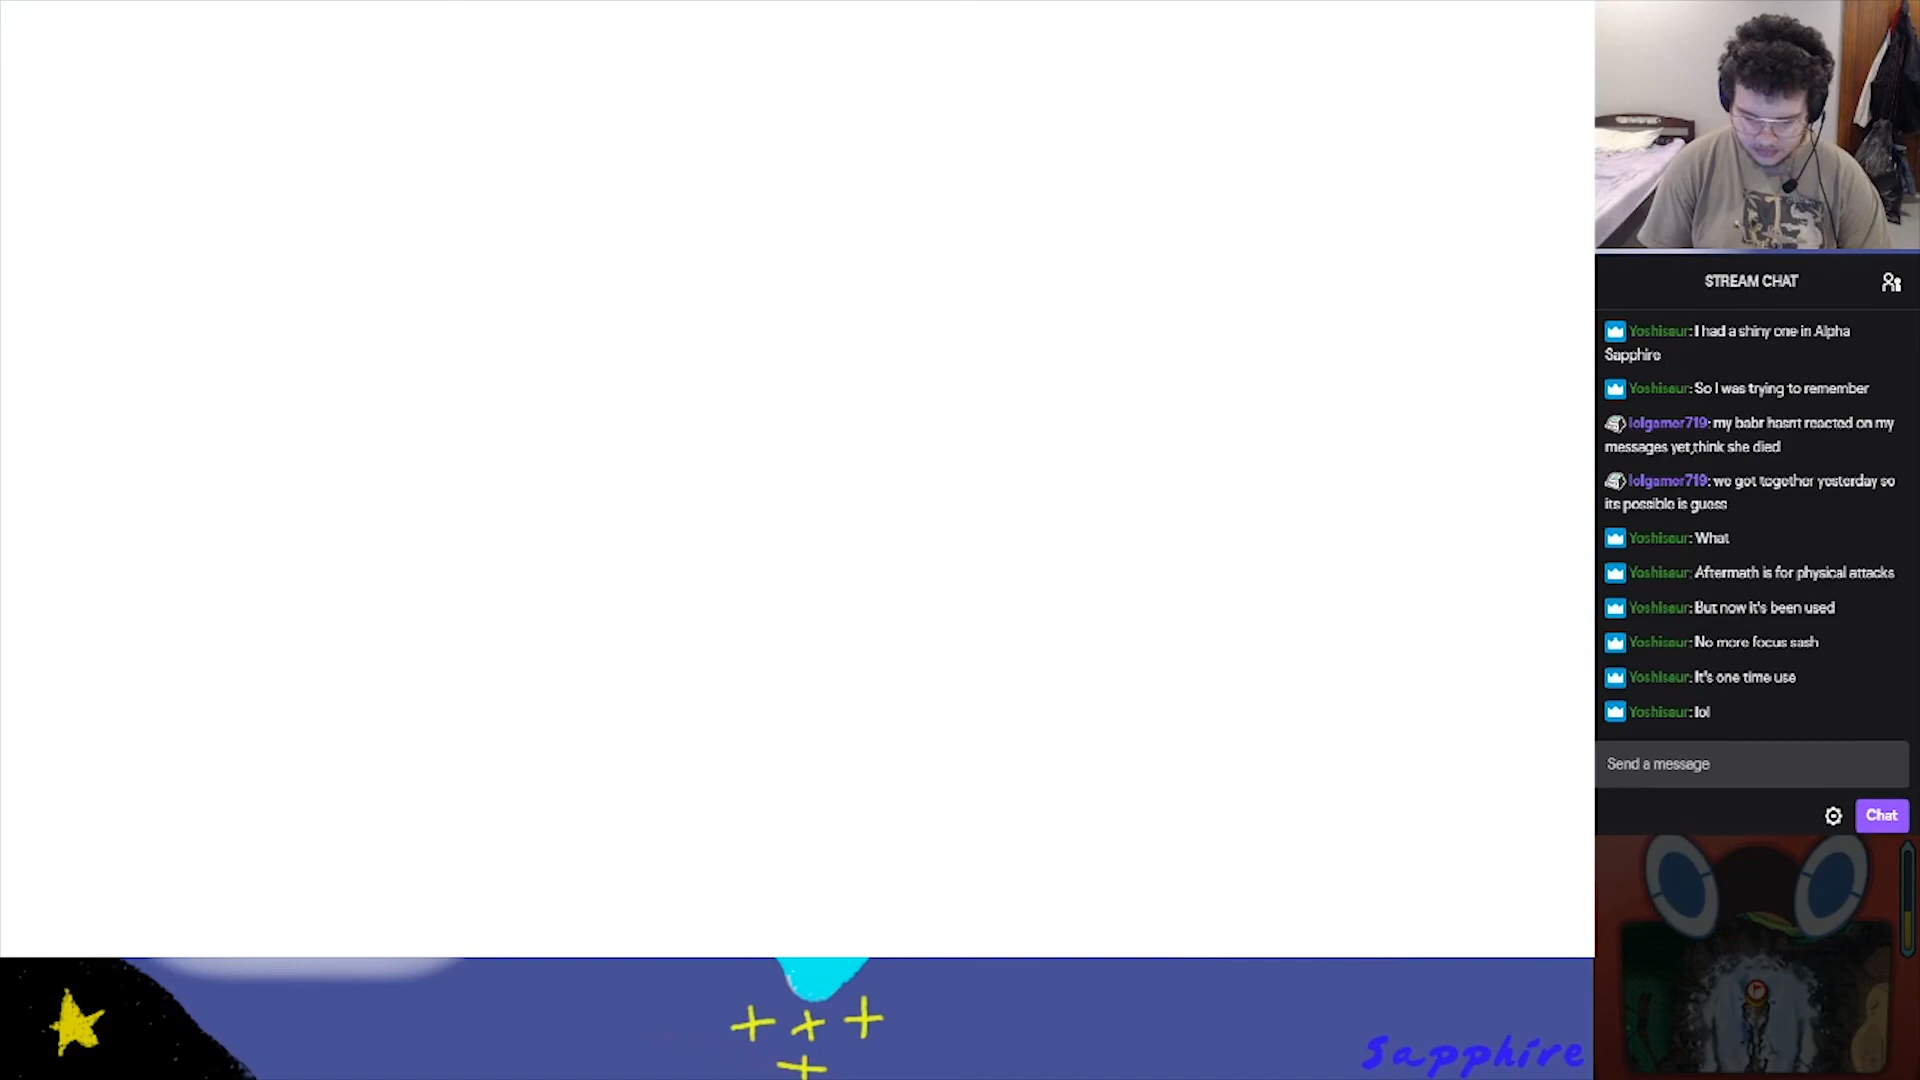 STREAM CHAT
Yoshisaur: I had a shiny one in Alpha
Sapphire
Yoshisaur: So I was trying to remember
lolgamer719: my babr hasnt reacted on my
messages yet,think she died
lolgamer719: we got together yesterday so
its possible is guess
Yoshisaur: What
Yoshisaur: Aftermath is for physical attacks
Yoshisaur: But now it's been used
Yoshisaur: No more focus sash
Yoshisaur: It's one time use
Yoshisaur: lol
Send a message
Chat
Sapphire